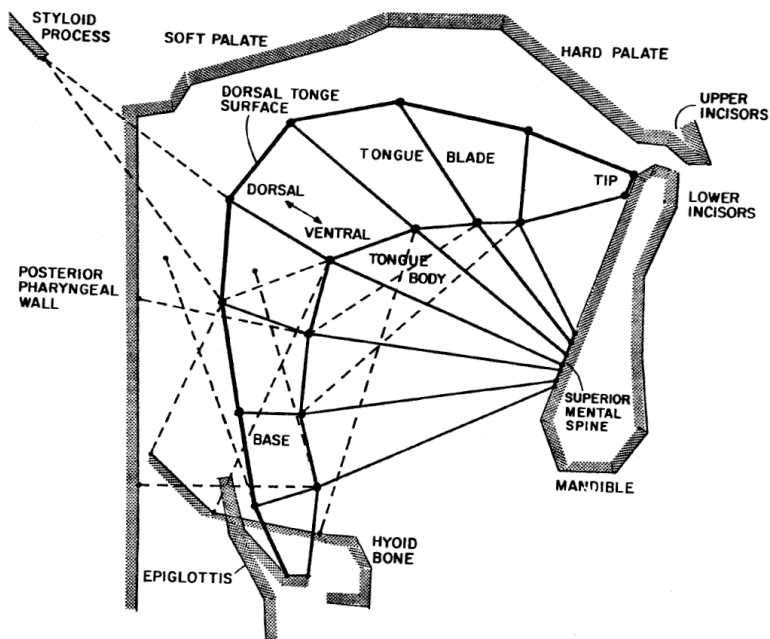 STYLOID
PROCESS
SOFT PALATE
HARD PALATE
UPPER
INCISORS
DORSAL TONGE
SURFACE
TONGUE BLADE
TIP
LOWER
INCISORS
DORSAL
VENTRAL
TONGUE
BODY
POSTERIOR
PHARYNGEAL
WALL
SUPERIOR
MENTAL
SPINE
BASE
MANDIBLE
HYOID
BONE
EPIGLOTTIS